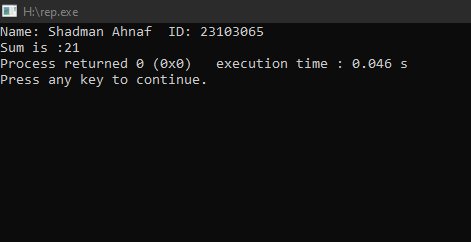 H:\rep.exe
Name: Shadman Ahnaf  ID: 23103065
Sum is :21
Process returned 0 (0x0)   execution time : 0.046 s
Press any key to continue.